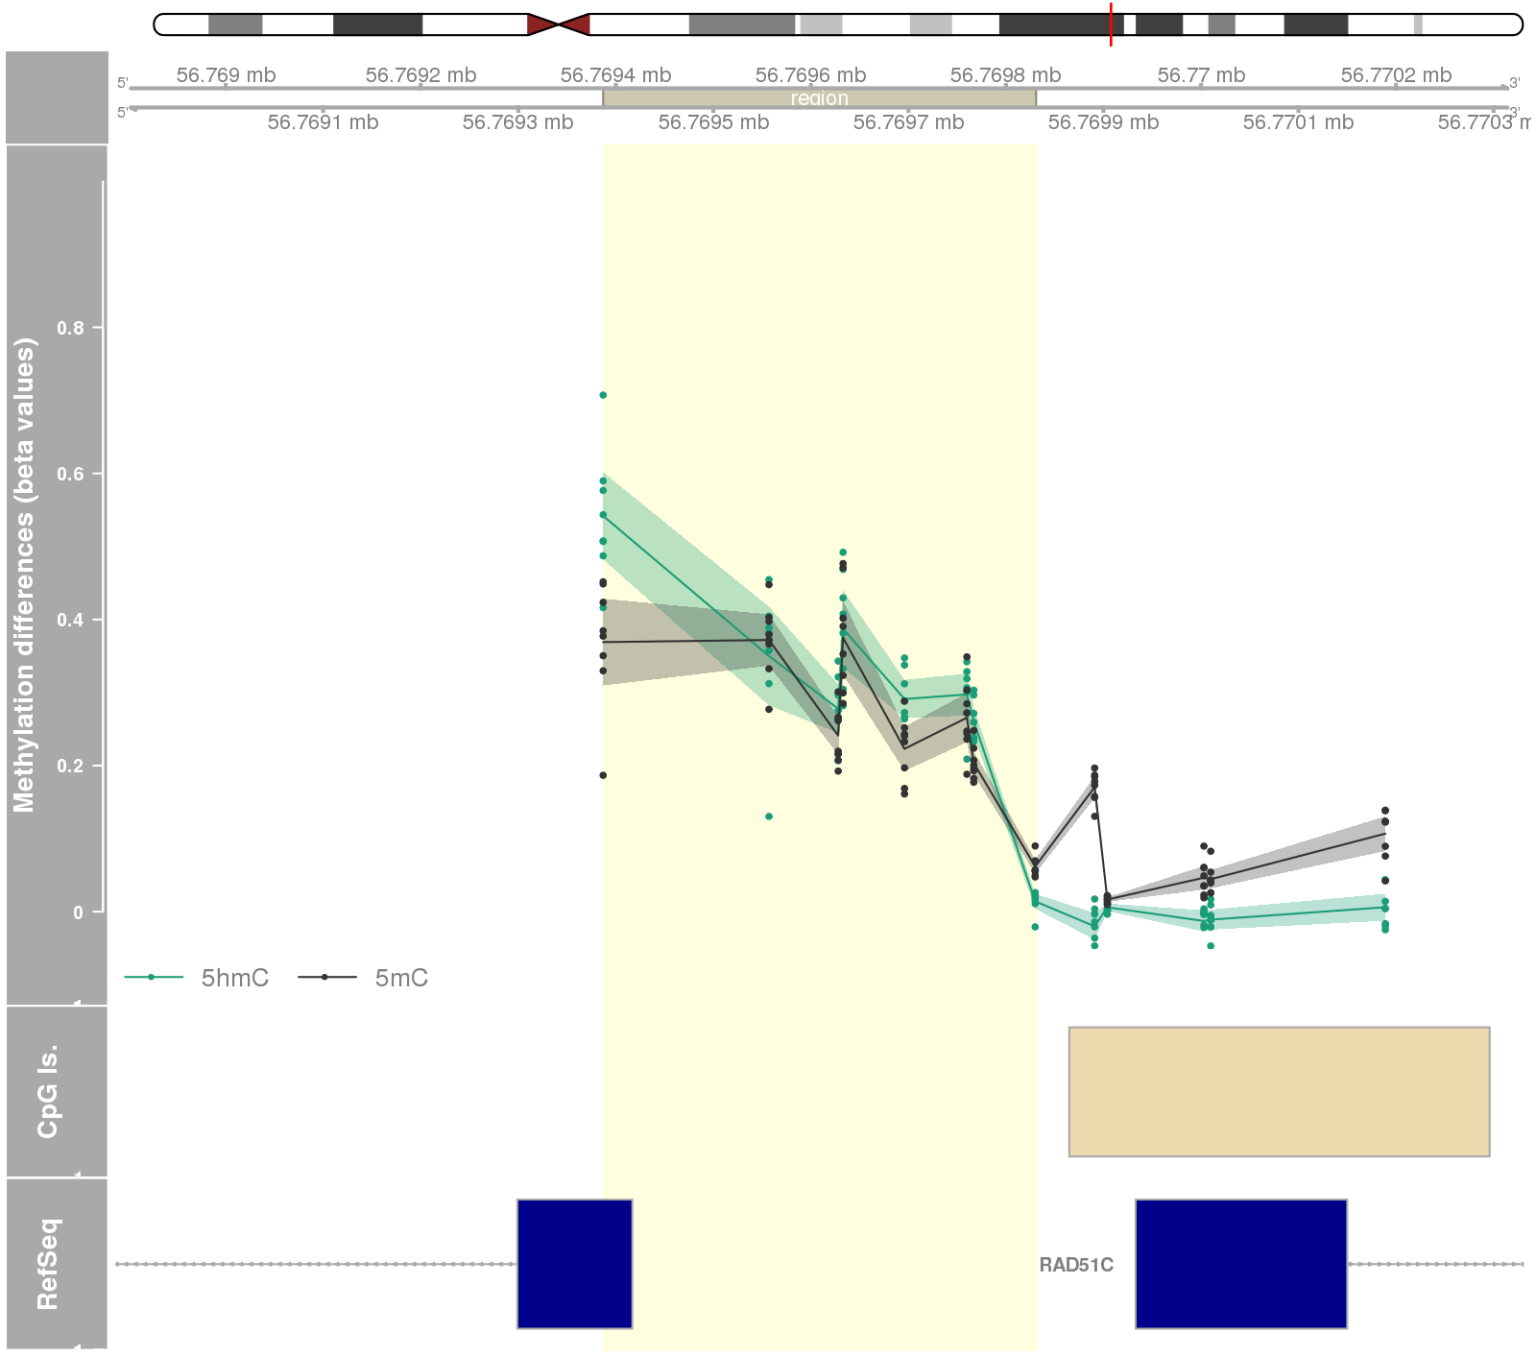 56.769 mb 56.7692 mb 56.7694 mb 56.7696 mb 56.7698 mb 56.77 mb 56.7702 mb
5' 3'
region
5' 3'
56.7691 mb 56.7693 mb 56.7695 mb 56.7697 mb 56.7699 mb 56.7701 mb 56.7703 m
Methylation differences (beta values)
0.8
0.6
0.4
0.2
0
5hmC 5mC
CpG Is.
RefSeq
RAD51C